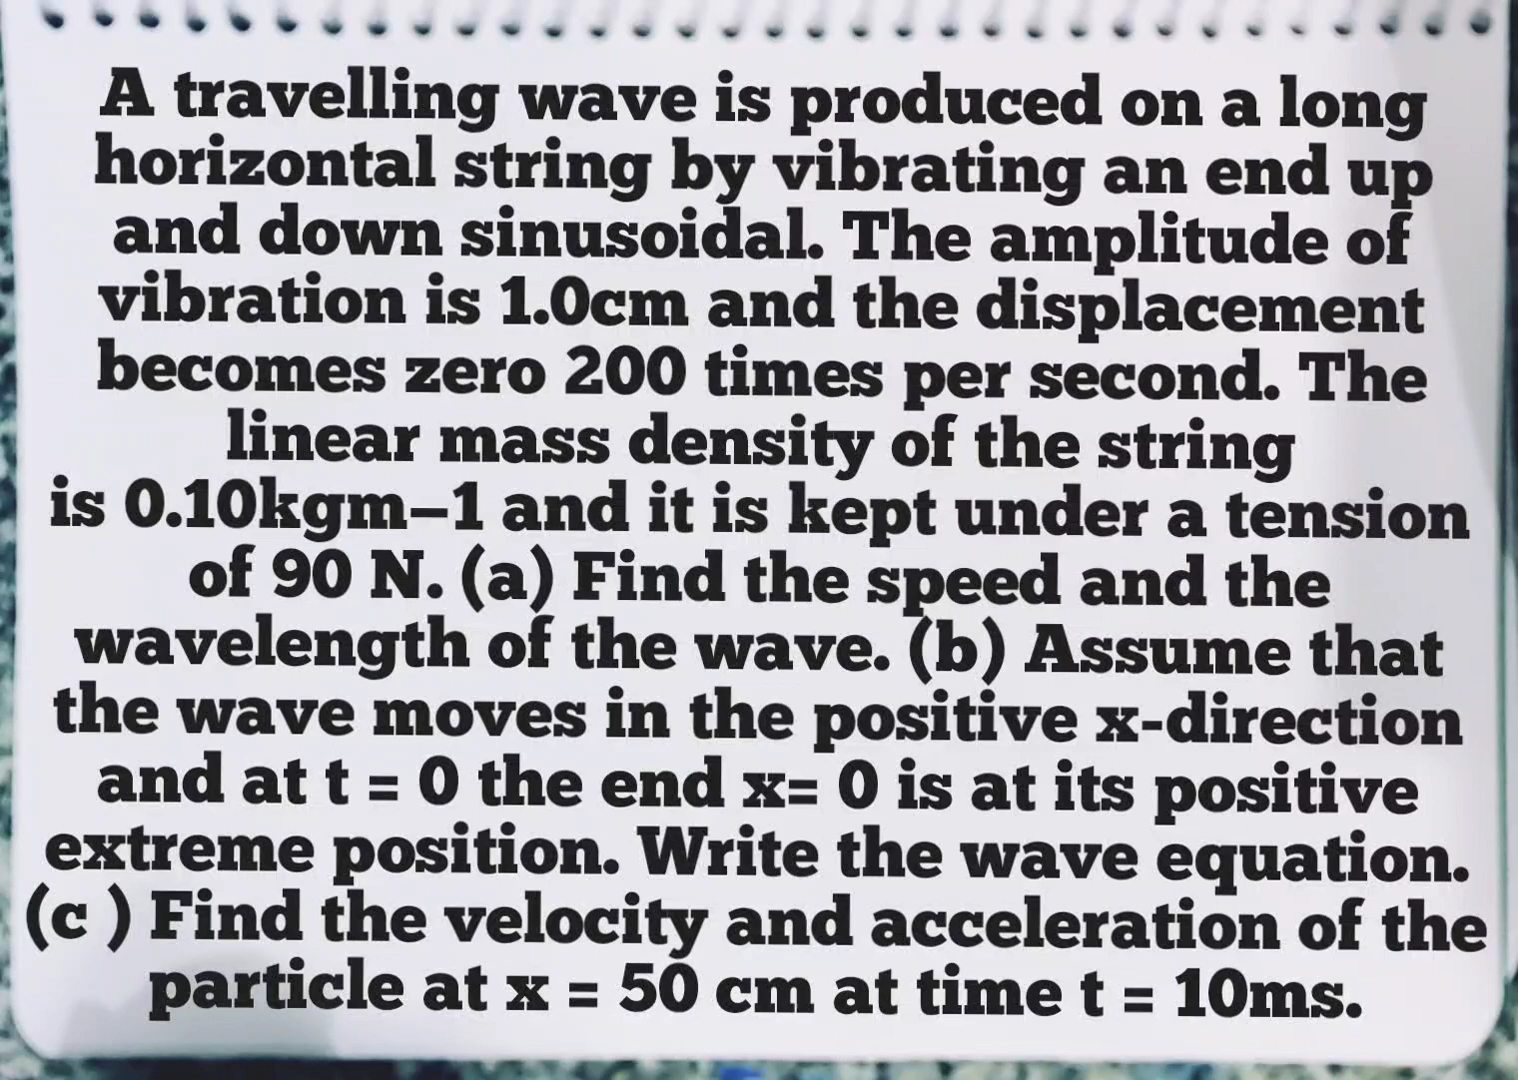 A travelling wave is produced on a long
horizontal string by vibrating an end up
and down sinusoidal. The amplitude of
vibration is 1.0cm and the displacement
becomes zero 200 times per second. The
linear mass density of the string
is 0.10kgm−1 and it is kept under a tension
of 90 N. (a) Find the speed and the
wavelength of the wave. (b) Assume that
the wave moves in the positive x-direction
and at t = 0 the end x= 0 is at its positive
extreme position. Write the wave equation.
(c ) Find the velocity and acceleration of the
particle at x = 50 cm at time t = 10ms.